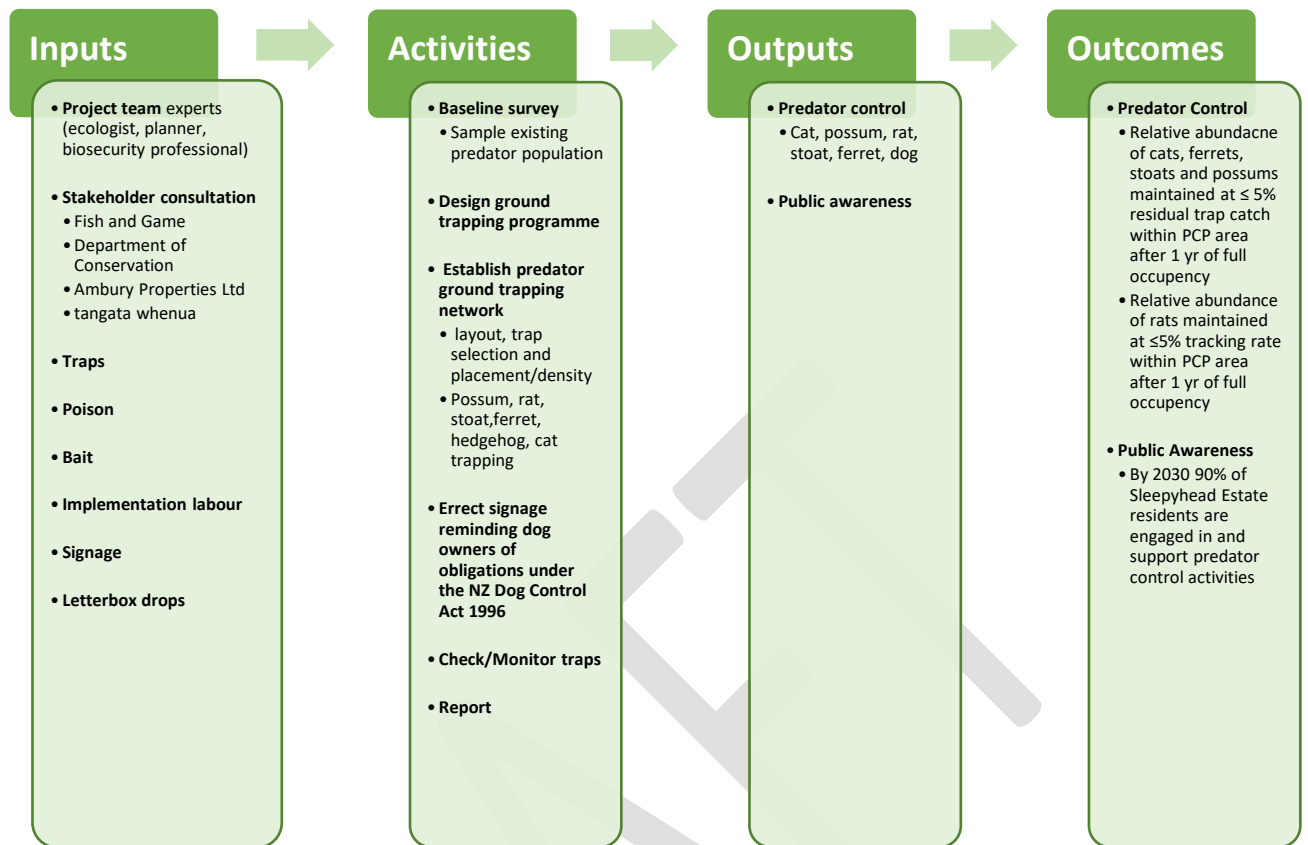 Inputs
• Project team experts
(ecologist, planner,
biosecurity professional)
• Stakeholder consultation
• Fish and Game
• Department of
Conservation
• Ambury Properties Ltd
• tangata whenua
• Traps
• Poison
• Bait
• Implementation labour
• Signage
• Letterbox drops
Activities
• Baseline survey
• Sample existing
predator population
• Design ground
trapping programme
• Establish predator
ground trapping
network
• layout, trap
selection and
placement/density
• Possum, rat,
stoat,ferret,
hedgehog, cat
trapping
• Errect signage
reminding dog
owners of
obligations under
the NZ Dog Control
Act 1996
• Check/Monitor traps
• Report
Outputs
• Predator control
• Cat, possum, rat,
stoat, ferret, dog
• Public awareness
Outcomes
• Predator Control
• Relative abundacne
of cats, ferrets,
stoats and possums
maintained at ≤ 5%
residual trap catch
within PCP area
after 1 yr of full
occupency
• Relative abundance
of rats maintained
at ≤5% tracking rate
within PCP area
after 1 yr of full
occupency
• Public Awareness
• By 2030 90% of
Sleepyhead Estate
residents are
engaged in and
support predator
control activities